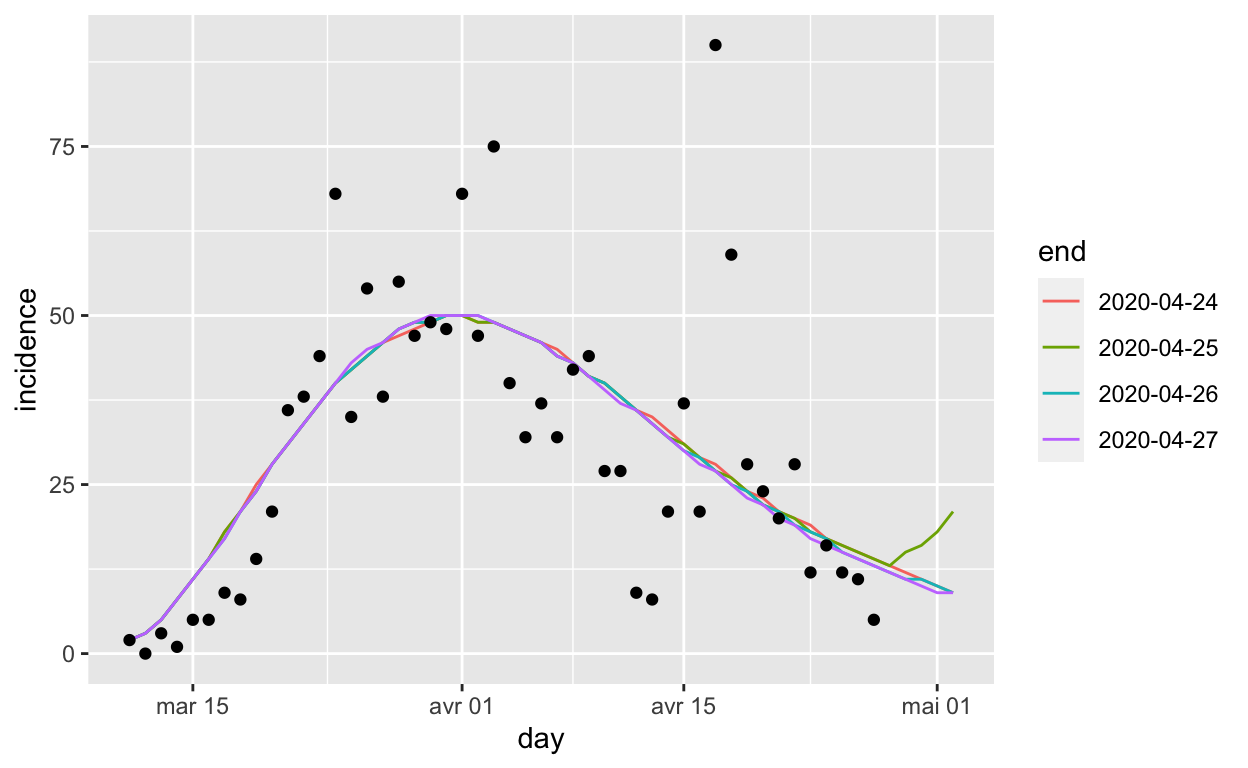 incidence
75
50
25
0
mar 15
avr 01
avr 15
mai 01
day
end
2020-04-24
2020-04-25
2020-04-26
2020-04-27